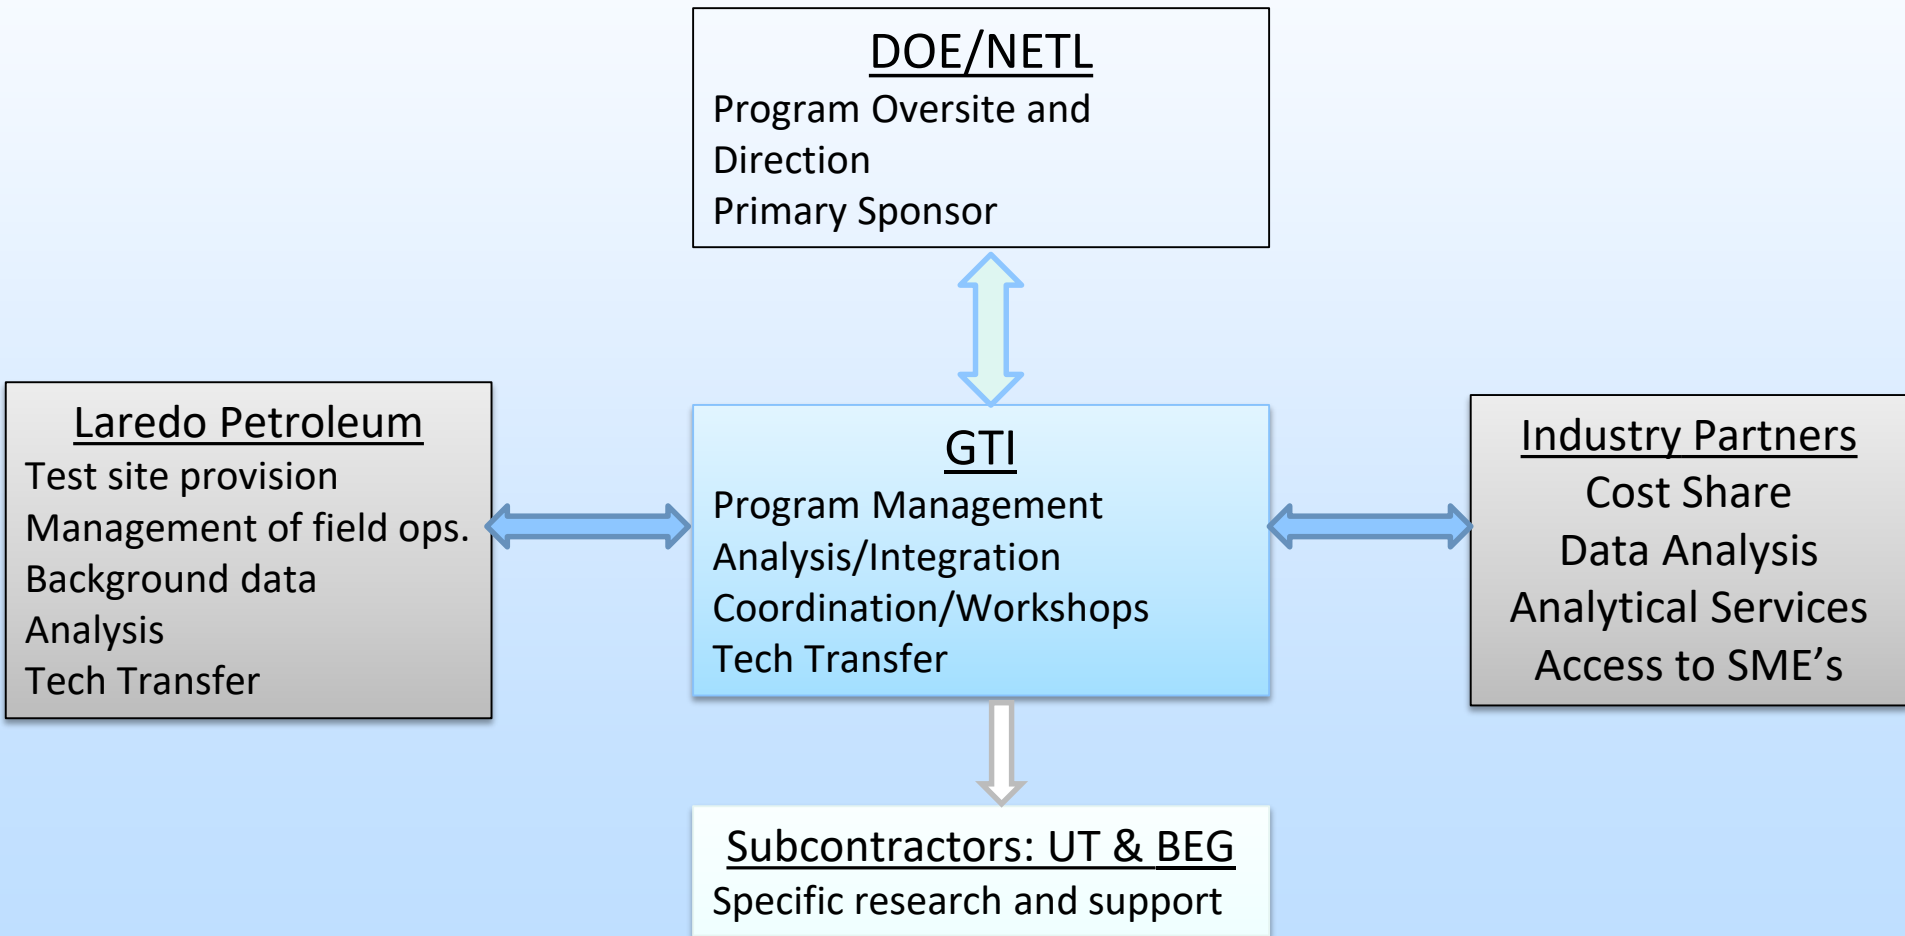 DOE/NETL
Program Oversite and
Direction
Primary Sponsor
Laredo Petroleum
Test site provision
Management of field ops.
Background data
Analysis
Tech Transfer
GTI
Program Management
Analysis/Integration
Coordination/Workshops
Tech Transfer
Industry Partners
Cost Share
Data Analysis
Analytical Services
Access to SME’s
Subcontractors: UT & BEG
Specific research and support